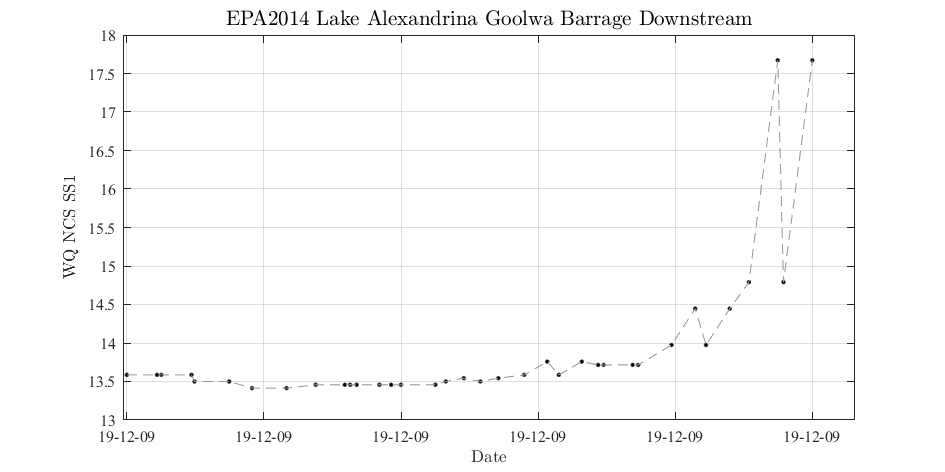 EPA2014 Lake Alexandrina Goolwa Barrage Downstream
18
17.5
17
16.5
16
15.5
15
14.5
14
13.5
13
WQ NCS SS1
19-12-09 19-12-09 19-12-09 19-12-09 19-12-09 19-12-09
Date